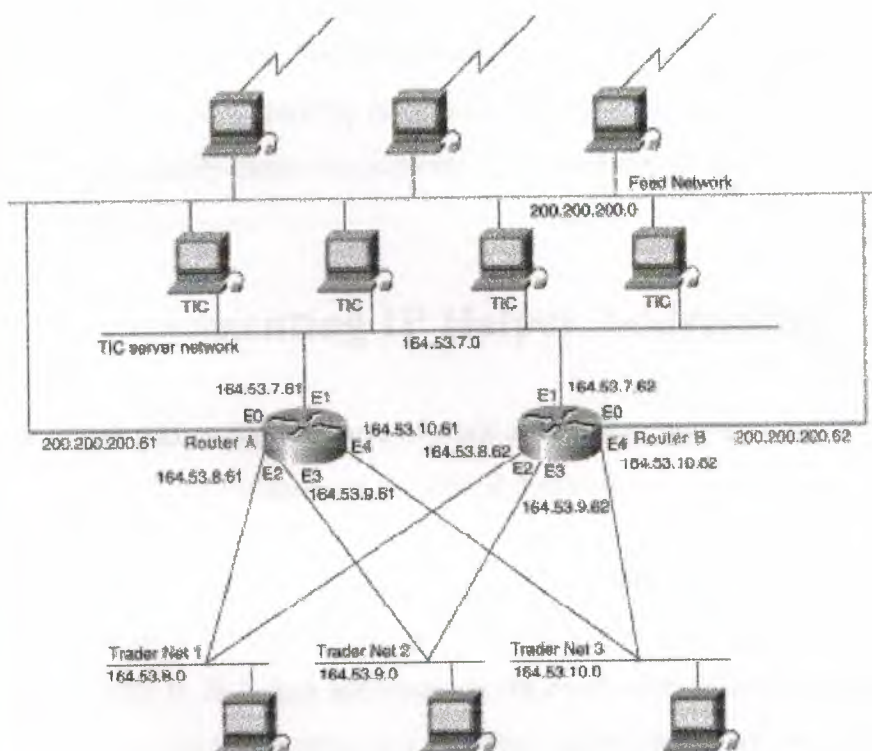 Feed Network
200.200.200.0
TIC
TIC
TIC
TIC
TIC server network
164.53.7.0
164.53.7.61
E1
E1
164.53.7.62
E0
E0
200.200.200.61
Router A
164.53.10.61
E4
164.53.8.62
E4
Router B
200.200.200.62
164.53.8.61
E2
E3
164.53.9.61
E2
E3
164.53.10.62
164.53.9.62
Trader Net 1
164.53.8.0
Trader Net 2
164.53.9.0
Trader Net 3
164.53.10.0